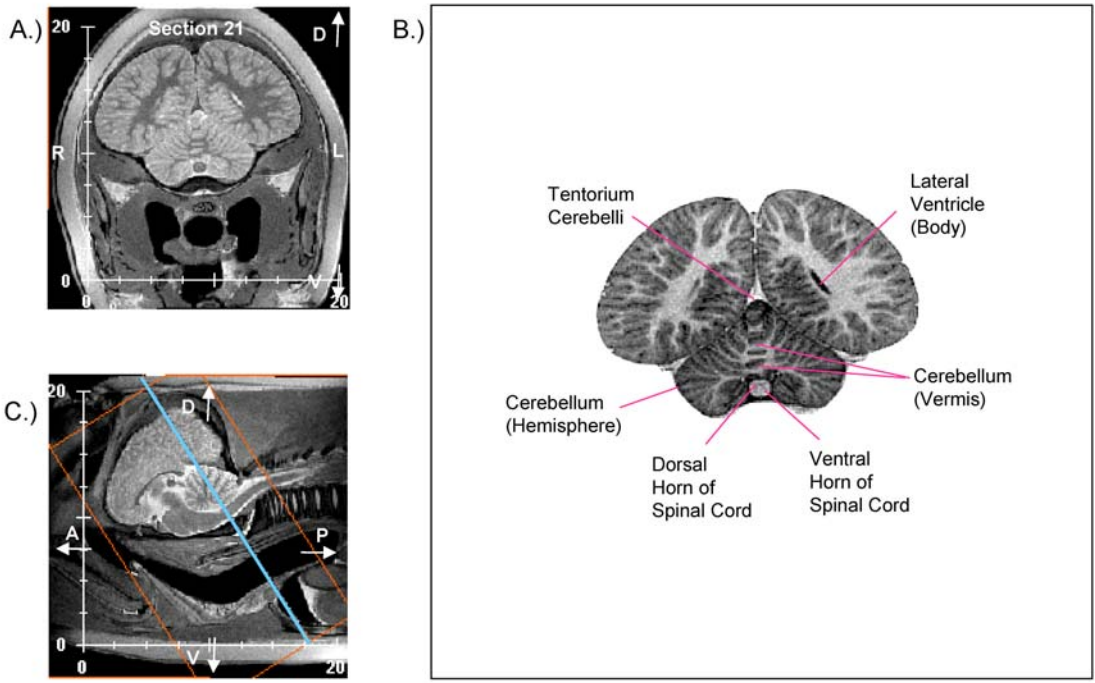 A.)
20
Section 21
D
R
L
0
V
0
20
B.)
Tentorium
Cerebelli
Lateral
Ventricle
(Body)
Cerebellum
(Hemisphere)
Cerebellum
(Vermis)
Dorsal
Horn of
Spinal Cord
Ventral
Horn of
Spinal Cord
C.)
20
D
A
P
0
V
0
20